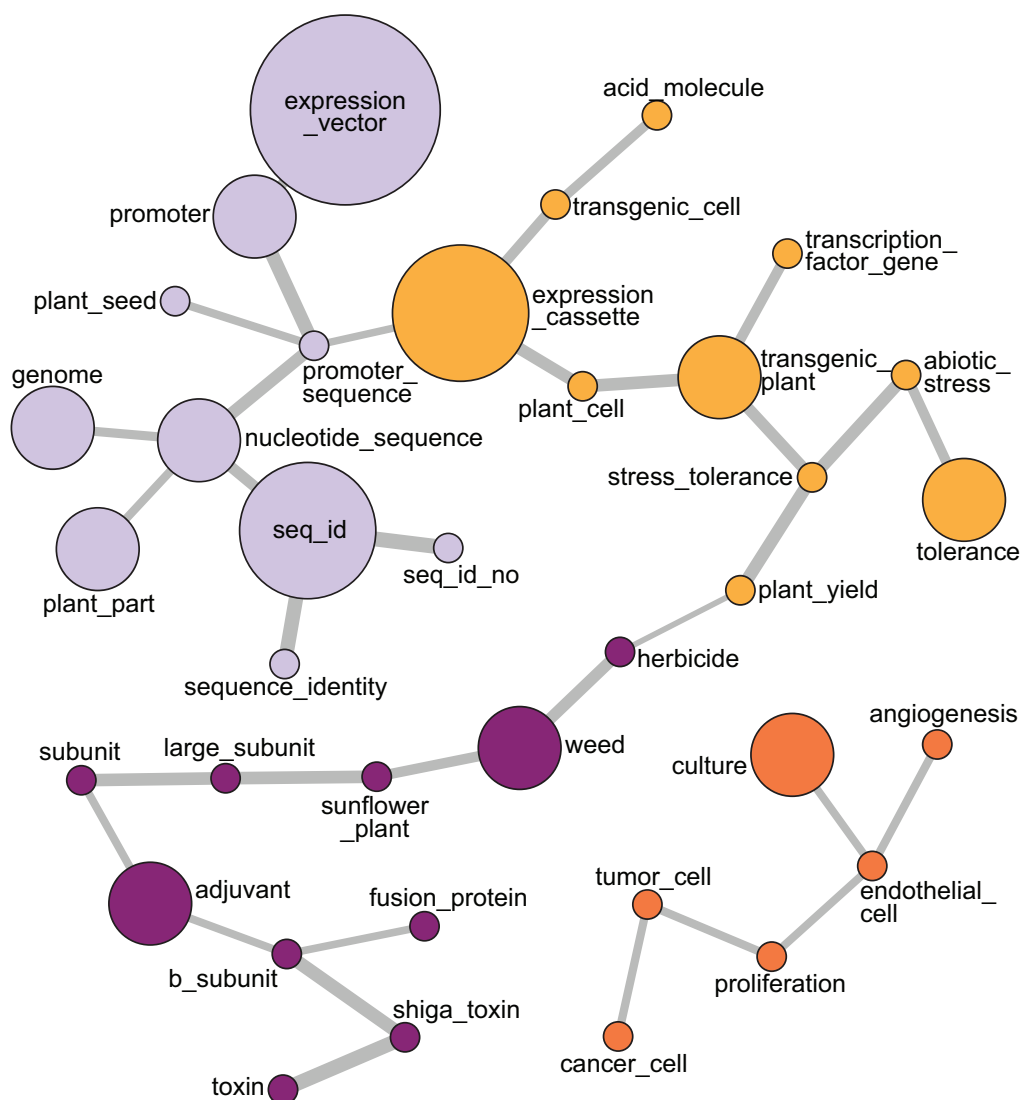 expression
_vector
acid_molecule
promoter
transgenic_cell
transcription_
factor_gene
plant_seed
expression
_cassette
genome
promoter_
sequence
transgenic_
plant
abiotic_
stress
plant_cell
nucleotide_sequence
stress_tolerance
seq_id
tolerance
seq_id_no
plant_part
plant_yield
herbicide
sequence_identity
angiogenesis
subunit
large_subunit
weed
culture
sunflower
_plant
tumor_cell
adjuvant
fusion_protein
endothelial_
cell
b_subunit
proliferation
shiga_toxin
cancer_cell
toxin